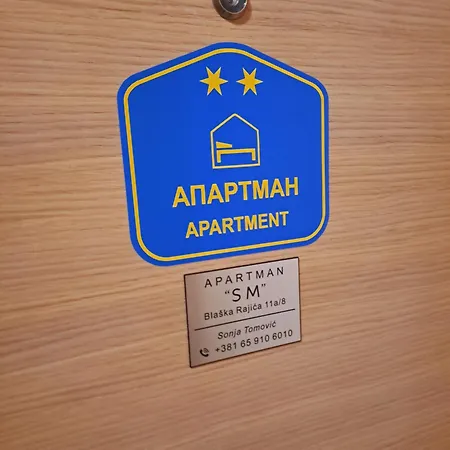 АПАРТМАН
APARTMENT
APARTMAN
“SM”
Blaška Rajića 11a/8
Sonja Tomović
+381 65 910 6010